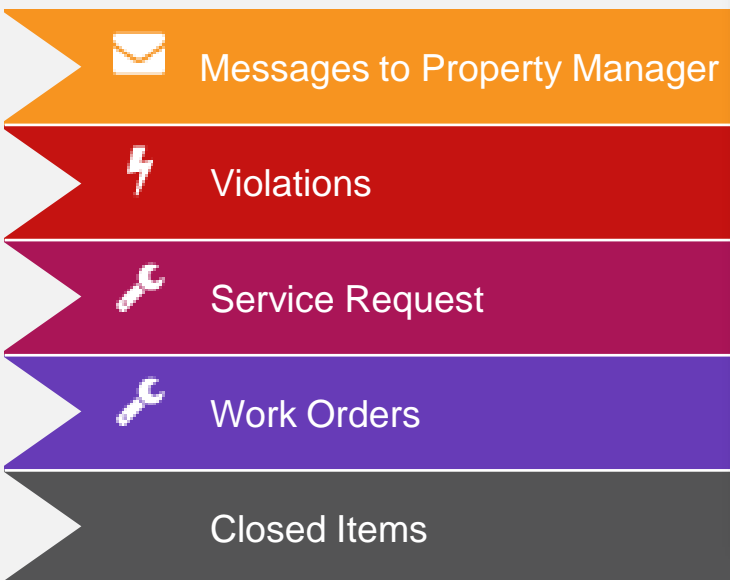 Messages to Property Manager
Violations
Service Request
Work Orders
Closed Items